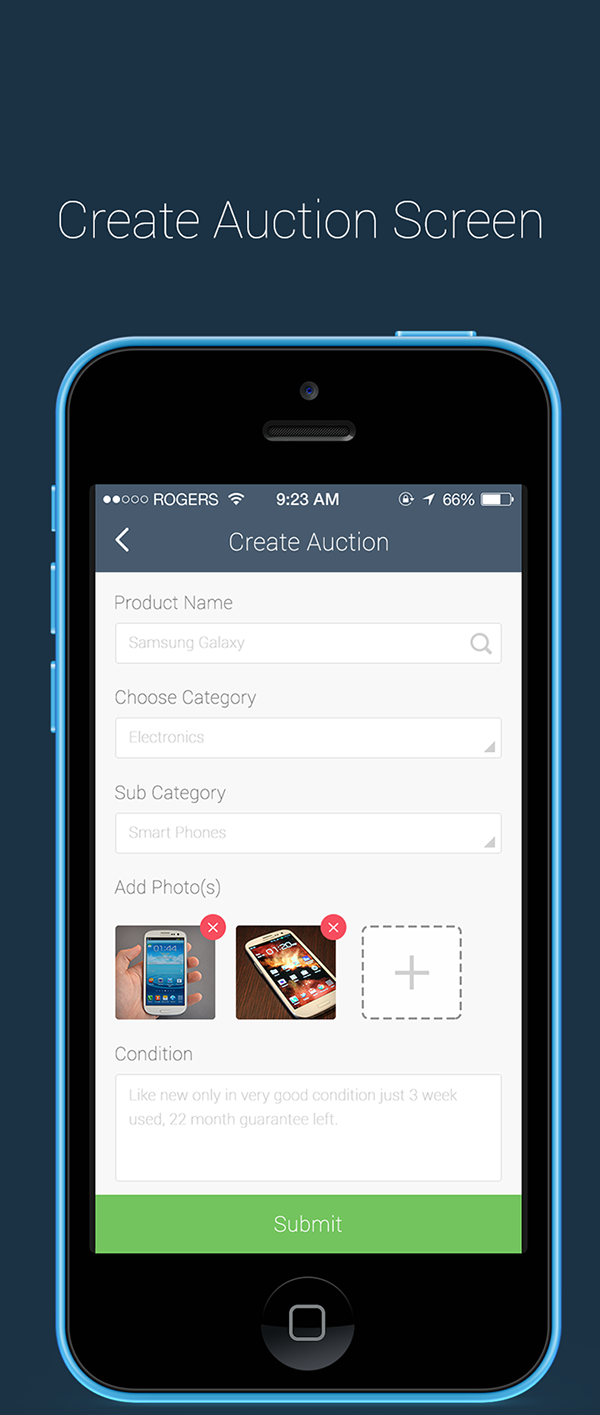 Create Auction Screen
ROGERS 9:23 AM 66%
Create Auction
Product Name
Samsung Galaxy
Choose Category
Electronics
Sub Category
Smart Phones
Add Photo(s)
01:44
01:20
Condition
Like new only in very good condition just 3 week
used, 22 month guarantee left.
Submit